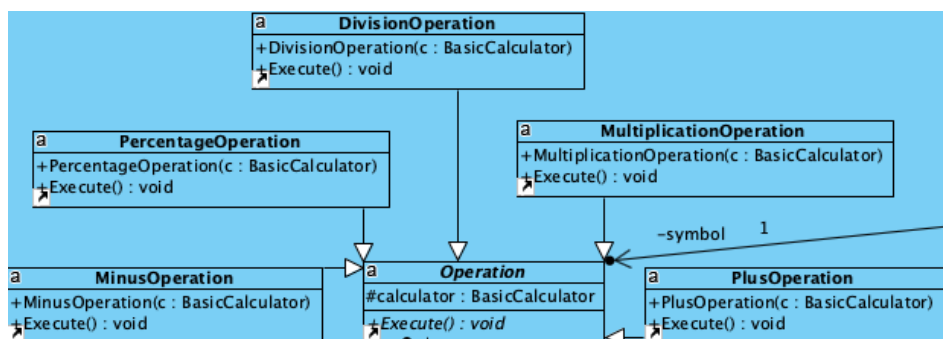 a DivisionOperation
+DivisionOperation(c : BasicCalculator)
+Execute() : void
a PercentageOperation
+PercentageOperation(c : BasicCalculator)
+Execute() : void
a MultiplicationOperation
+MultiplicationOperation(c : BasicCalculator)
+Execute() : void
-symbol 1
a MinusOperation
+MinusOperation(c : BasicCalculator)
+Execute() : void
a Operation
#calculator : BasicCalculator
+Execute() : void
a PlusOperation
+PlusOperation(c : BasicCalculator)
+Execute() : void